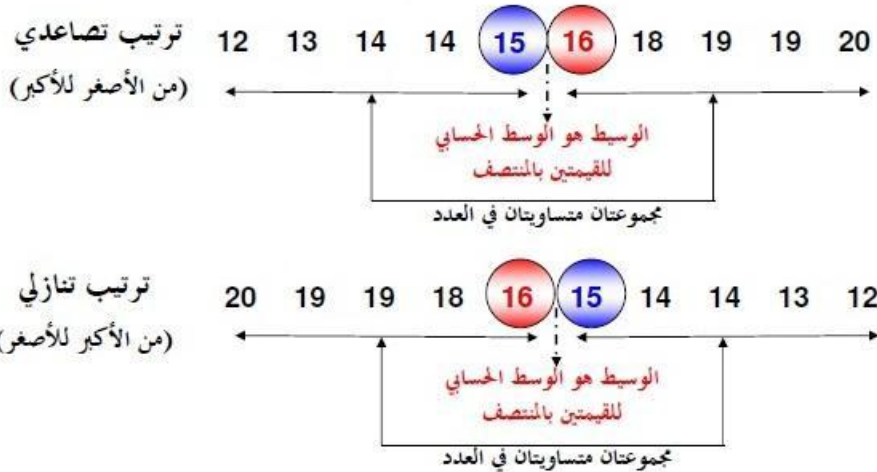 ترتيب تصاعدي
12 13 14 14 15 16 18 19 19 20
(من الأصغر للأكبر)
الوسيط هو الوسط الحسابي
للقيمتين بالمنتصف
مجموعتان متساويتان في العدد
ترتيب تنازلي
20 19 19 18 16 15 14 14 13 12
(من الأكبر للأصغر)
الوسيط هو الوسط الحسابي
للقيمتين بالمنتصف
مجموعتان متساويتان في العدد